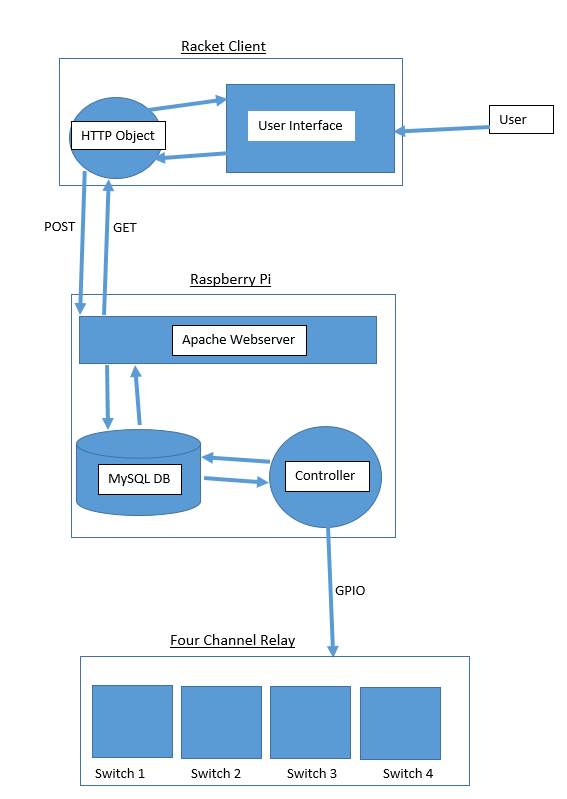 Racket Client
HTTP Object
User Interface
User
POST
GET
Raspberry Pi
Apache Webserver
MySQL DB
Controller
GPIO
Four Channel Relay
Switch 1
Switch 2
Switch 3
Switch 4